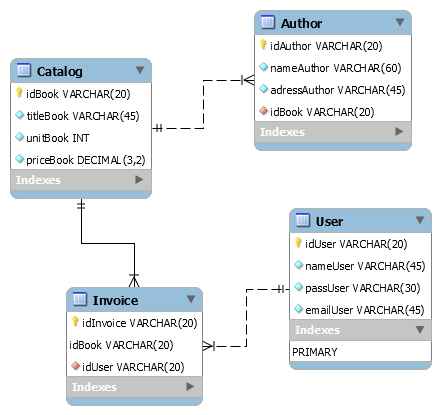 Author
idAuthor VARCHAR(20)
nameAuthor VARCHAR(60)
adressAuthor VARCHAR(45)
idBook VARCHAR(20)
Indexes
Catalog
idBook VARCHAR(20)
titleBook VARCHAR(45)
unitBook INT
priceBook DECIMAL(3,2)
Indexes
User
idUser VARCHAR(20)
nameUser VARCHAR(45)
passUser VARCHAR(30)
emailUser VARCHAR(45)
Indexes
PRIMARY
Invoice
idInvoice VARCHAR(20)
idBook VARCHAR(20)
idUser VARCHAR(20)
Indexes